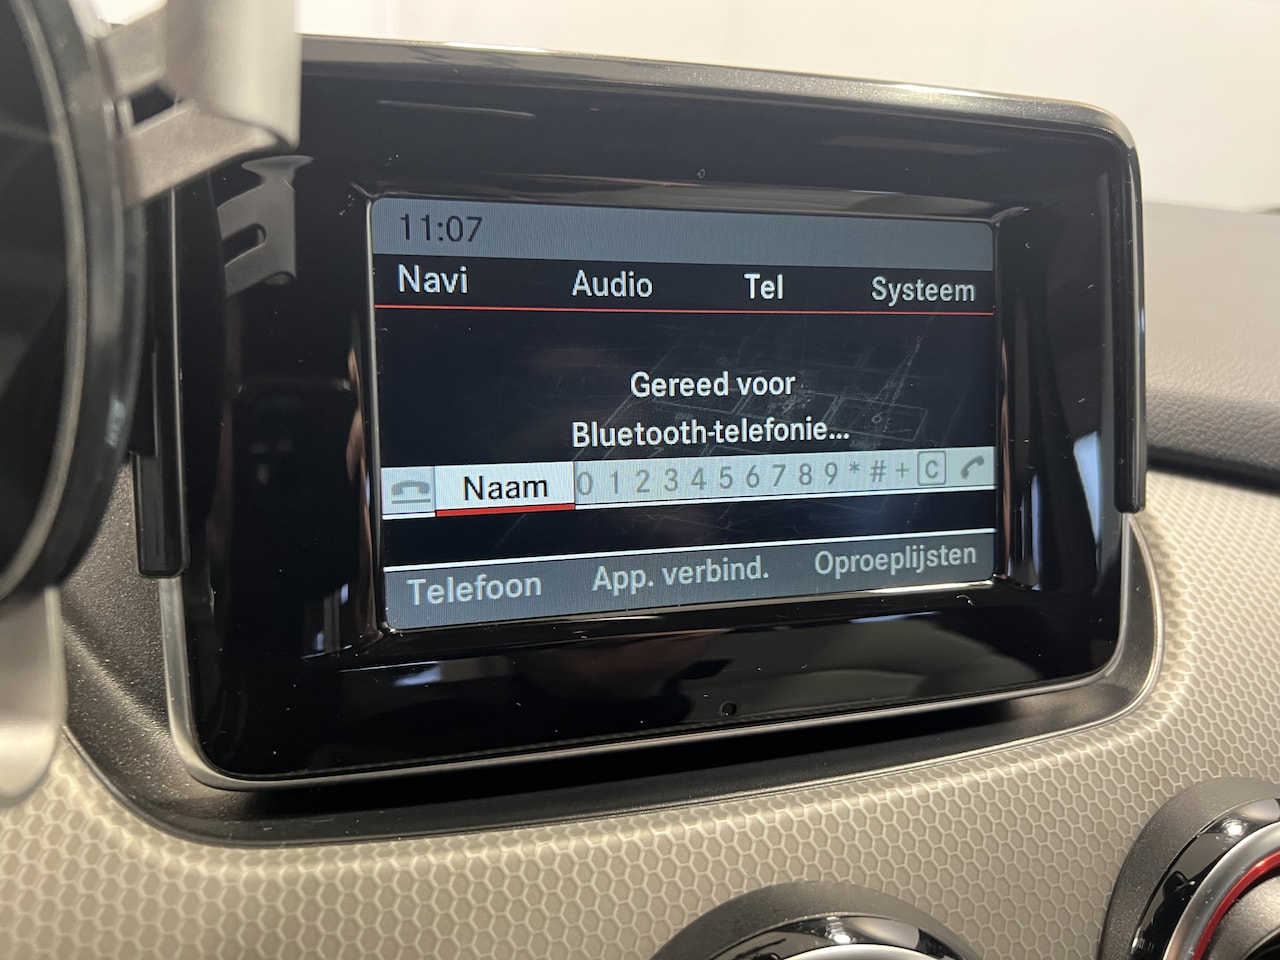 11:07
Navi Audio Tel Systeem
Gereed voor
Bluetooth-telefonie...
Naam 0 1 2 3 4 5 6 7 8 9 * # + C
Telefoon App. verbind. Oproeplijsten